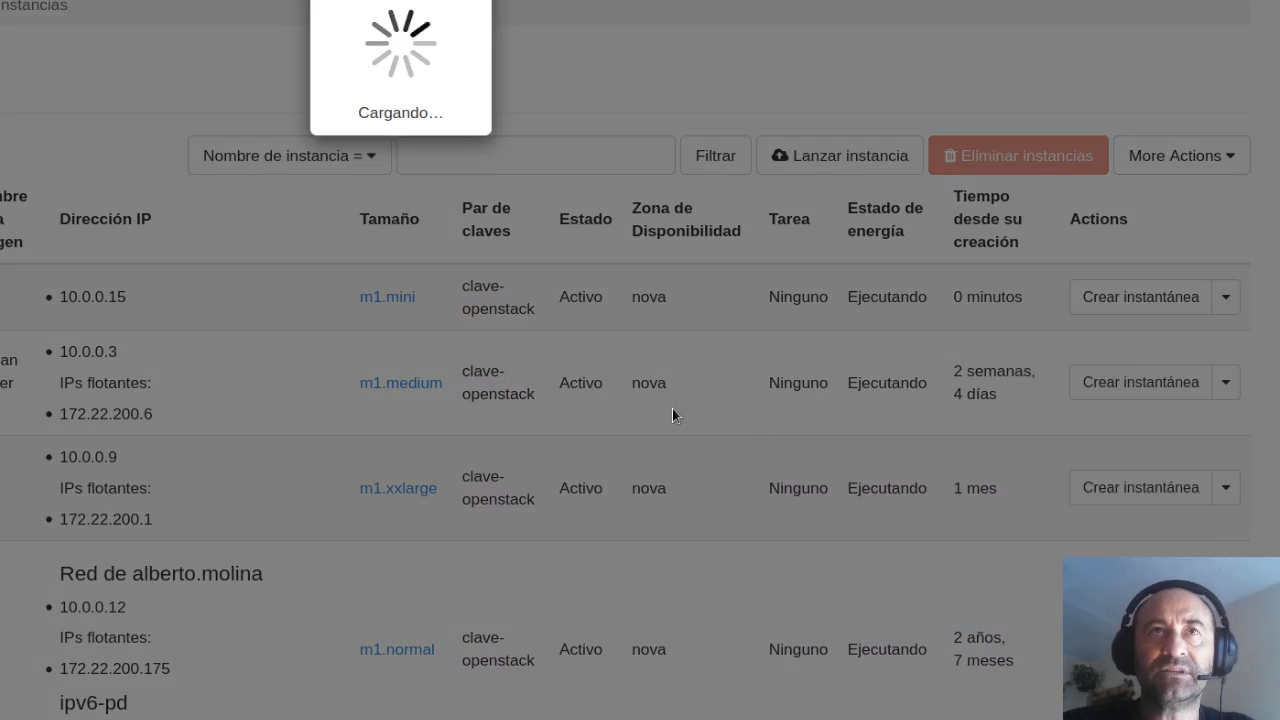 nstancias
Cargando…
Nombre de instancia =
Filtrar
Lanzar instancia
Eliminar instancias
More Actions
bre
a
gen
Dirección IP
Tamaño
Par de
claves
Estado
Zona de
Disponibilidad
Tarea
Estado de
energía
Tiempo
desde su
creación
Actions
10.0.0.15
m1.mini
clave-
openstack
Activo
nova
Ninguno
Ejecutando
0 minutos
Crear instantánea
an
er
10.0.0.3
IPs flotantes:
172.22.200.6
m1.medium
clave-
openstack
Activo
nova
Ninguno
Ejecutando
2 semanas,
4 días
Crear instantánea
10.0.0.9
IPs flotantes:
172.22.200.1
m1.xxlarge
clave-
openstack
Activo
nova
Ninguno
Ejecutando
1 mes
Crear instantánea
Red de alberto.molina
10.0.0.12
IPs flotantes:
172.22.200.175
ipv6-pd
m1.normal
clave-
openstack
Activo
nova
Ninguno
Ejecutando
2 años,
7 meses